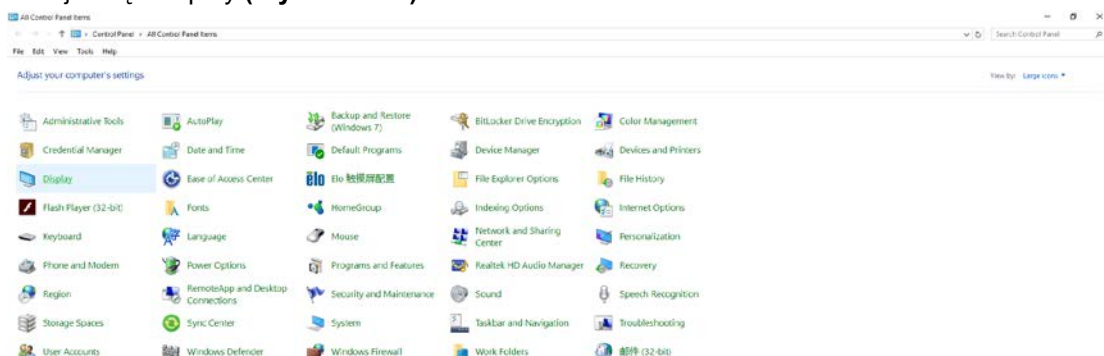 All Control Panel Items
Control Panel › All Control Panel Items
Search Control Panel
File Edit View Tools Help
Adjust your computer's settings
View by: Large icons
Administrative Tools
AutoPlay
Backup and Restore
(Windows 7)
BitLocker Drive Encryption
Color Management
Credential Manager
Date and Time
Default Programs
Device Manager
Devices and Printers
Display
Ease of Access Center
elo Elo 触摸屏配置
File Explorer Options
File History
Flash Player (32-bit)
Fonts
HomeGroup
Indexing Options
Internet Options
Keyboard
Language
Mouse
Network and Sharing
Center
Personalization
Phone and Modem
Power Options
Programs and Features
Realtek HD Audio Manager
Recovery
Region
RemoteApp and Desktop
Connections
Security and Maintenance
Sound
Speech Recognition
Storage Spaces
Sync Center
System
Taskbar and Navigation
Troubleshooting
User Accounts
Windows Defender
Windows Firewall
Work Folders
邮件 (32-bit)